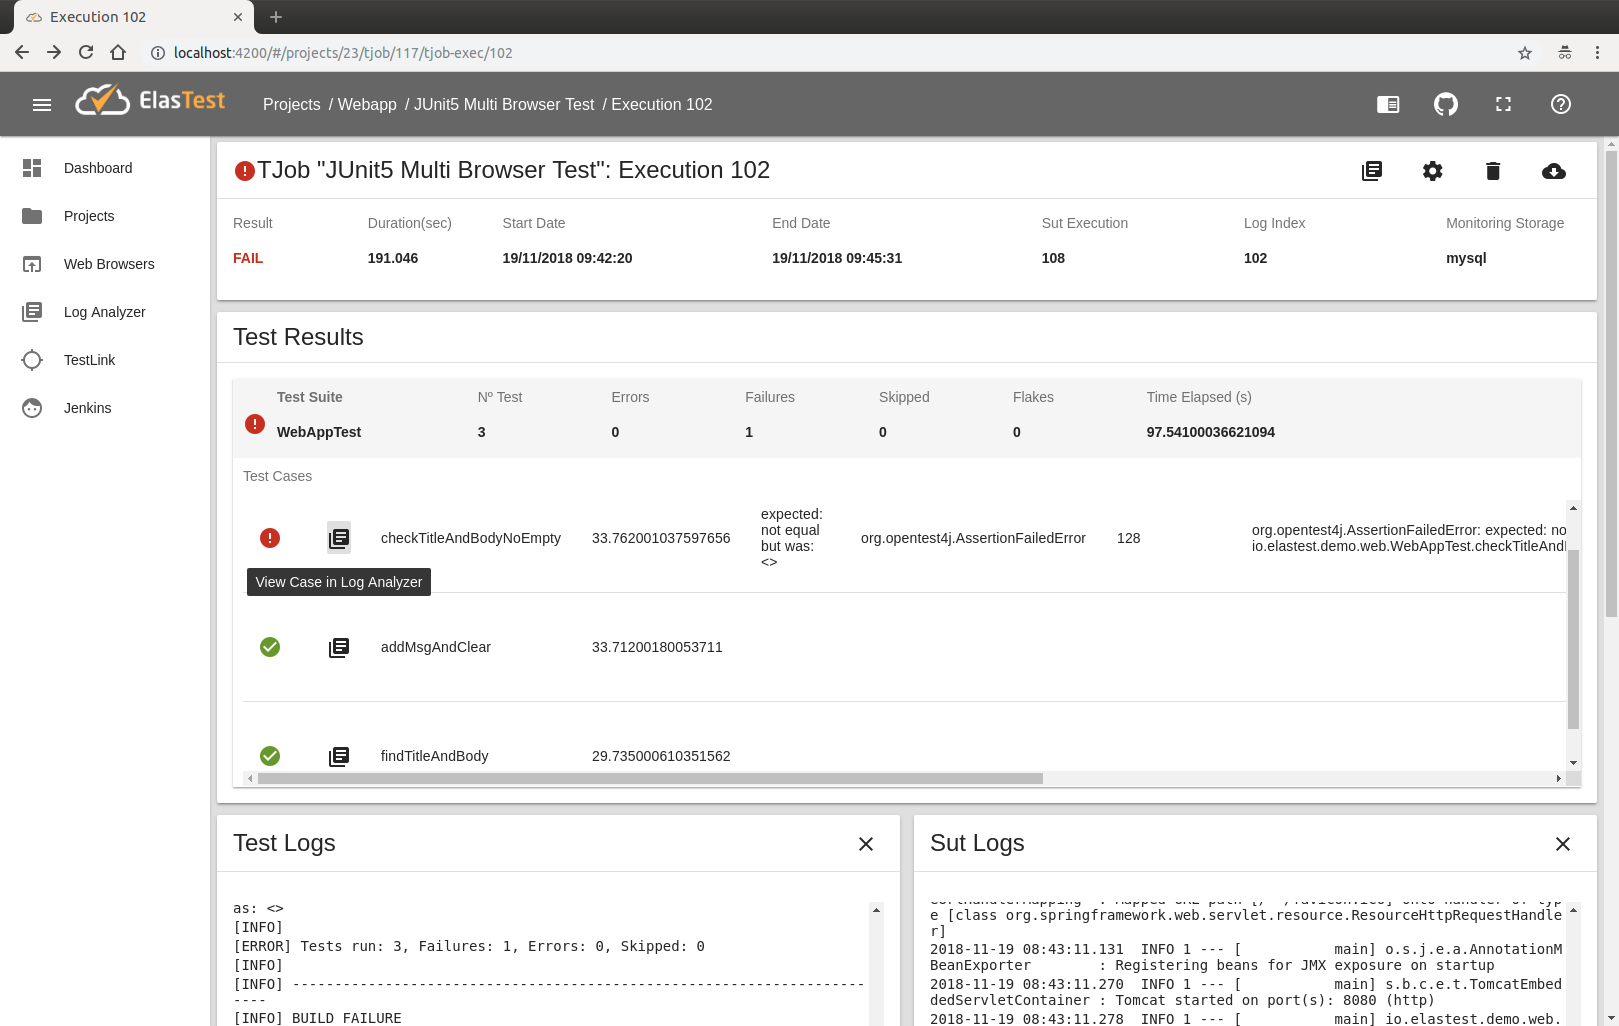 Execution 102
localhost:4200/#/projects/23/tjob/117/tjob-exec/102
ElasTest
Projects / Webapp / JUnit5 Multi Browser Test / Execution 102
Dashboard
Projects
Web Browsers
Log Analyzer
TestLink
Jenkins
TJob "JUnit5 Multi Browser Test": Execution 102
Result Duration(sec) Start Date End Date Sut Execution Log Index Monitoring Storage
FAIL 191.046 19/11/2018 09:42:20 19/11/2018 09:45:31 108 102 mysql
Test Results
Test Suite Nº Test Errors Failures Skipped Flakes Time Elapsed (s)
WebAppTest 3 0 1 0 0 97.54100036621094
Test Cases
checkTitleAndBodyNoEmpty 33.762001037597656
expected:
not equal
but was:
<>
org.opentest4j.AssertionFailedError 128
org.opentest4j.AssertionFailedError: expected: no
io.elastest.demo.web.WebAppTest.checkTitleAnd
View Case in Log Analyzer
addMsgAndClear 33.71200180053711
findTitleAndBody 29.735000610351562
Test Logs
as: <>
[INFO]
[ERROR] Tests run: 3, Failures: 1, Errors: 0, Skipped: 0
[INFO]
[INFO] --------------------------------------------------------------------
----
[INFO] BUILD FAILURE
Sut Logs
e [class org.springframework.web.servlet.resource.ResourceHttpRequestHandle
r]
2018-11-19 08:43:11.131  INFO 1 --- [           main] o.s.j.e.a.AnnotationM
BeanExporter        : Registering beans for JMX exposure on startup
2018-11-19 08:43:11.270  INFO 1 --- [           main] s.b.c.e.t.TomcatEmbed
dedServletContainer : Tomcat started on port(s): 8080 (http)
2018-11-19 08:43:11.278  INFO 1 --- [           main] io.elastest.demo.web.